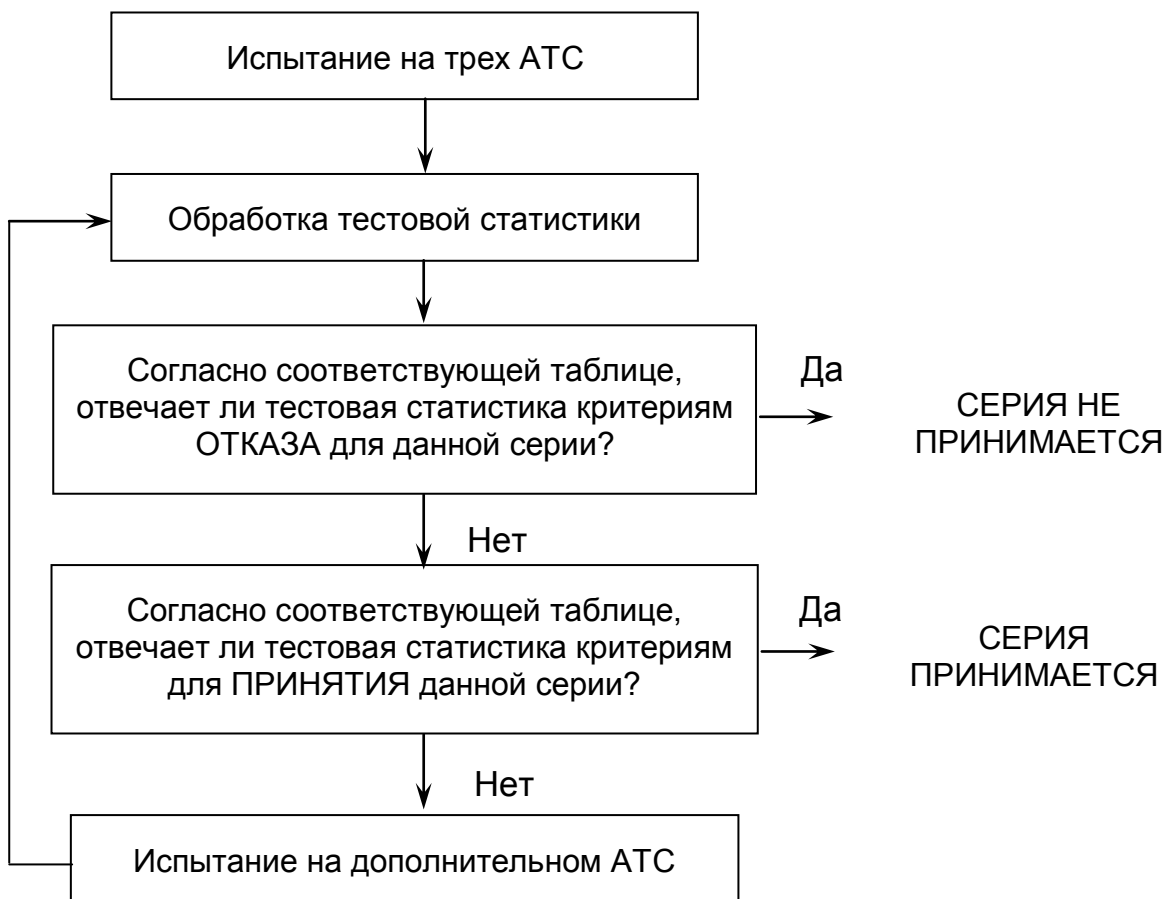 Испытание на трех АТС
Обработка тестовой статистики
Согласно соответствующей таблице,
отвечает ли тестовая статистика критериям
ОТКАЗА для данной серии?
Да
СЕРИЯ НЕ
ПРИНИМАЕТСЯ
Нет
Согласно соответствующей таблице,
отвечает ли тестовая статистика критериям
для ПРИНЯТИЯ данной серии?
Да
СЕРИЯ
ПРИНИМАЕТСЯ
Нет
Испытание на дополнительном АТС